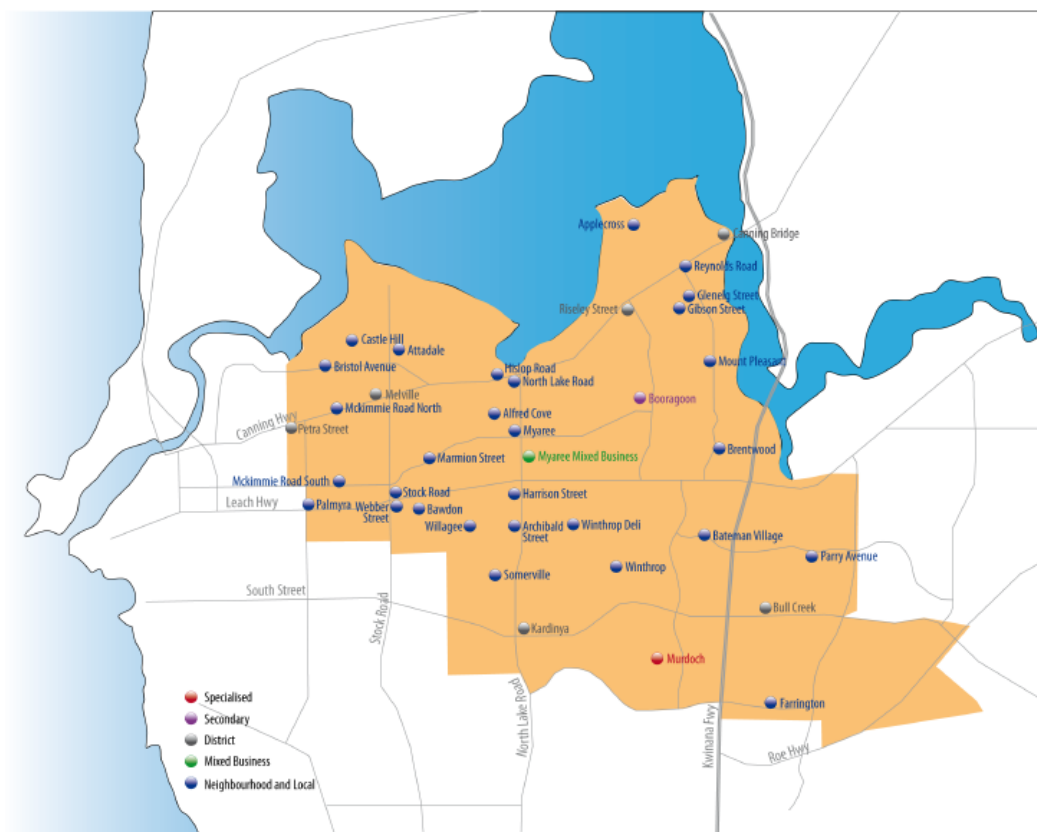 Applecross
Canning Bridge
Reynolds Road
Glenelg Street
Riseley Street
Gibson Street
Castle Hill
Attadale
Bristol Avenue
Mount Pleasant
Hislop Road
North Lake Road
Melville
Booragoon
Mckimmie Road North
Alfred Cove
Canning Hwy
Petra Street
Myaree
Brentwood
Marmion Street
Myaree Mixed Business
Mckimmie Road South
Stock Road
Harrison Street
Leach Hwy
Palmyra
Webber
Street
Bawdon
Willagee
Archibald
Street
Winthrop Deli
Bateman Village
Parry Avenue
Somerville
Winthrop
South Street
Stock Road
Bull Creek
Kardinya
Murdoch
North Lake Road
Kwinana Fwy
Farrington
Roe Hwy
Specialised
Secondary
District
Mixed Business
Neighbourhood and Local